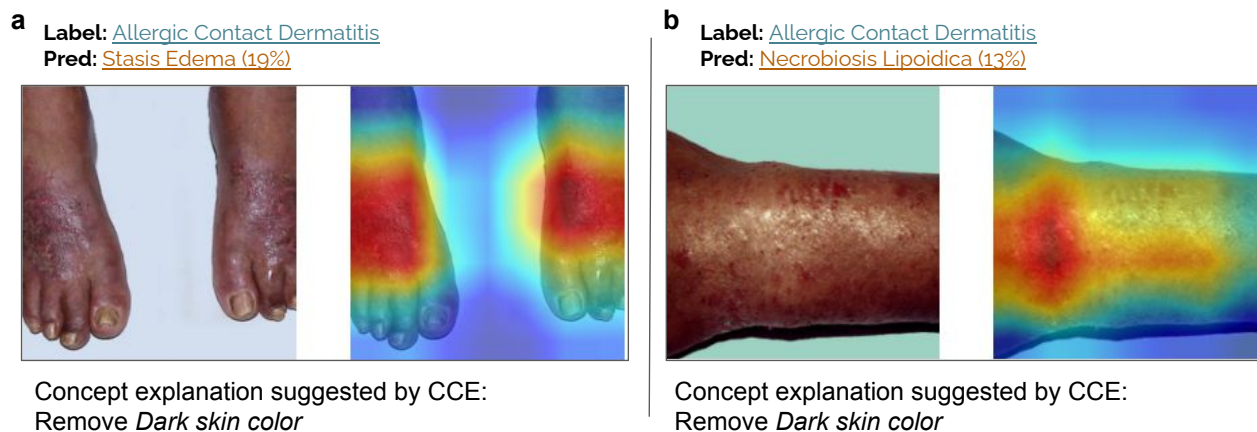 a
Label: Allergic Contact Dermatitis
Pred: Stasis Edema (19%)
Concept explanation suggested by CCE:
Remove Dark skin color
b
Label: Allergic Contact Dermatitis
Pred: Necrobiosis Lipoidica (13%)
Concept explanation suggested by CCE:
Remove Dark skin color